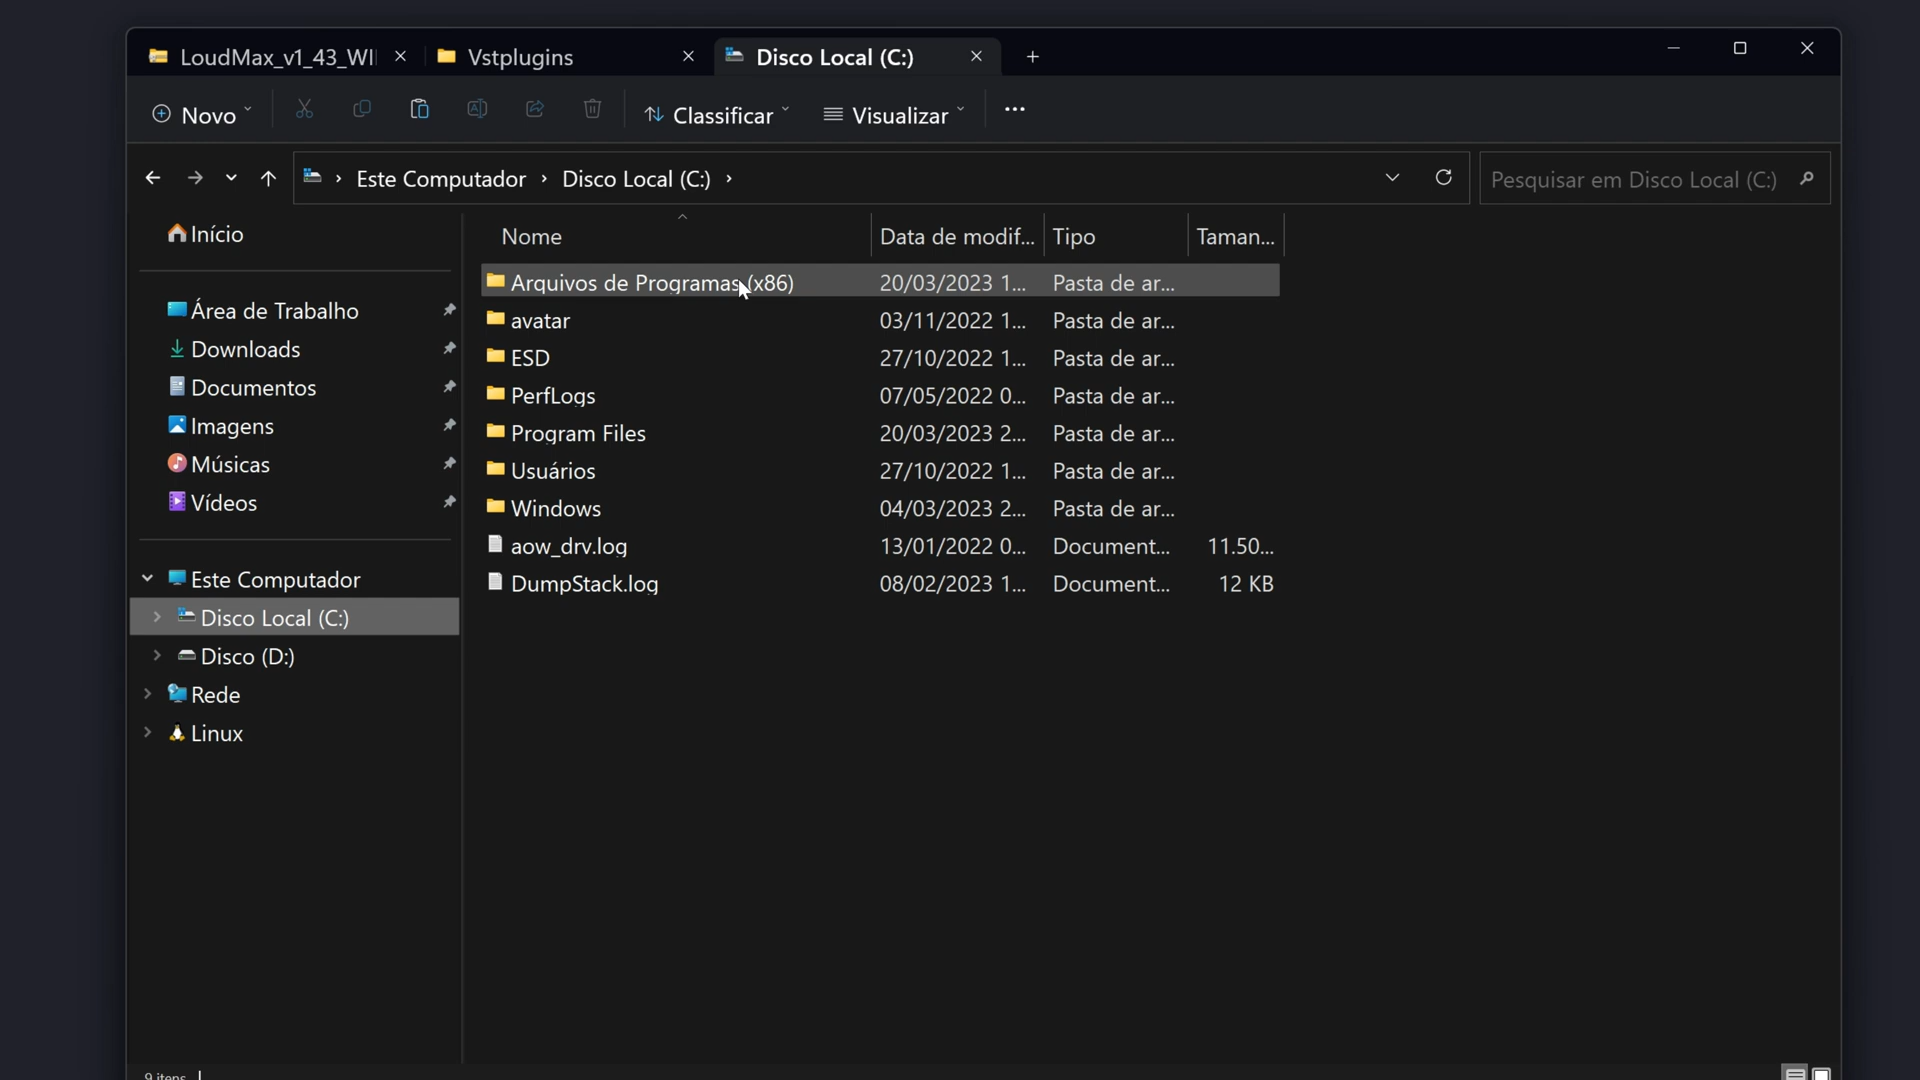 LoudMax_v1_43_WI
Vstplugins
Disco Local (C:)
Novo
Classificar
Visualizar
Este Computador
Disco Local (C:)
Pesquisar em Disco Local (C:)
Início
Área de Trabalho
Downloads
Documentos
Imagens
Músicas
Vídeos
Este Computador
Disco Local (C:)
Disco (D:)
Rede
Linux
Nome Data de modif... Tipo Taman...
Arquivos de Programas (x86) 20/03/2023 1... Pasta de ar...
avatar 03/11/2022 1... Pasta de ar...
ESD 27/10/2022 1... Pasta de ar...
PerfLogs 07/05/2022 0... Pasta de ar...
Program Files 20/03/2023 2... Pasta de ar...
Usuários 27/10/2022 1... Pasta de ar...
Windows 04/03/2023 2... Pasta de ar...
aow_drv.log 13/01/2022 0... Document... 11.50...
DumpStack.log 08/02/2023 1... Document... 12 KB
9 itens